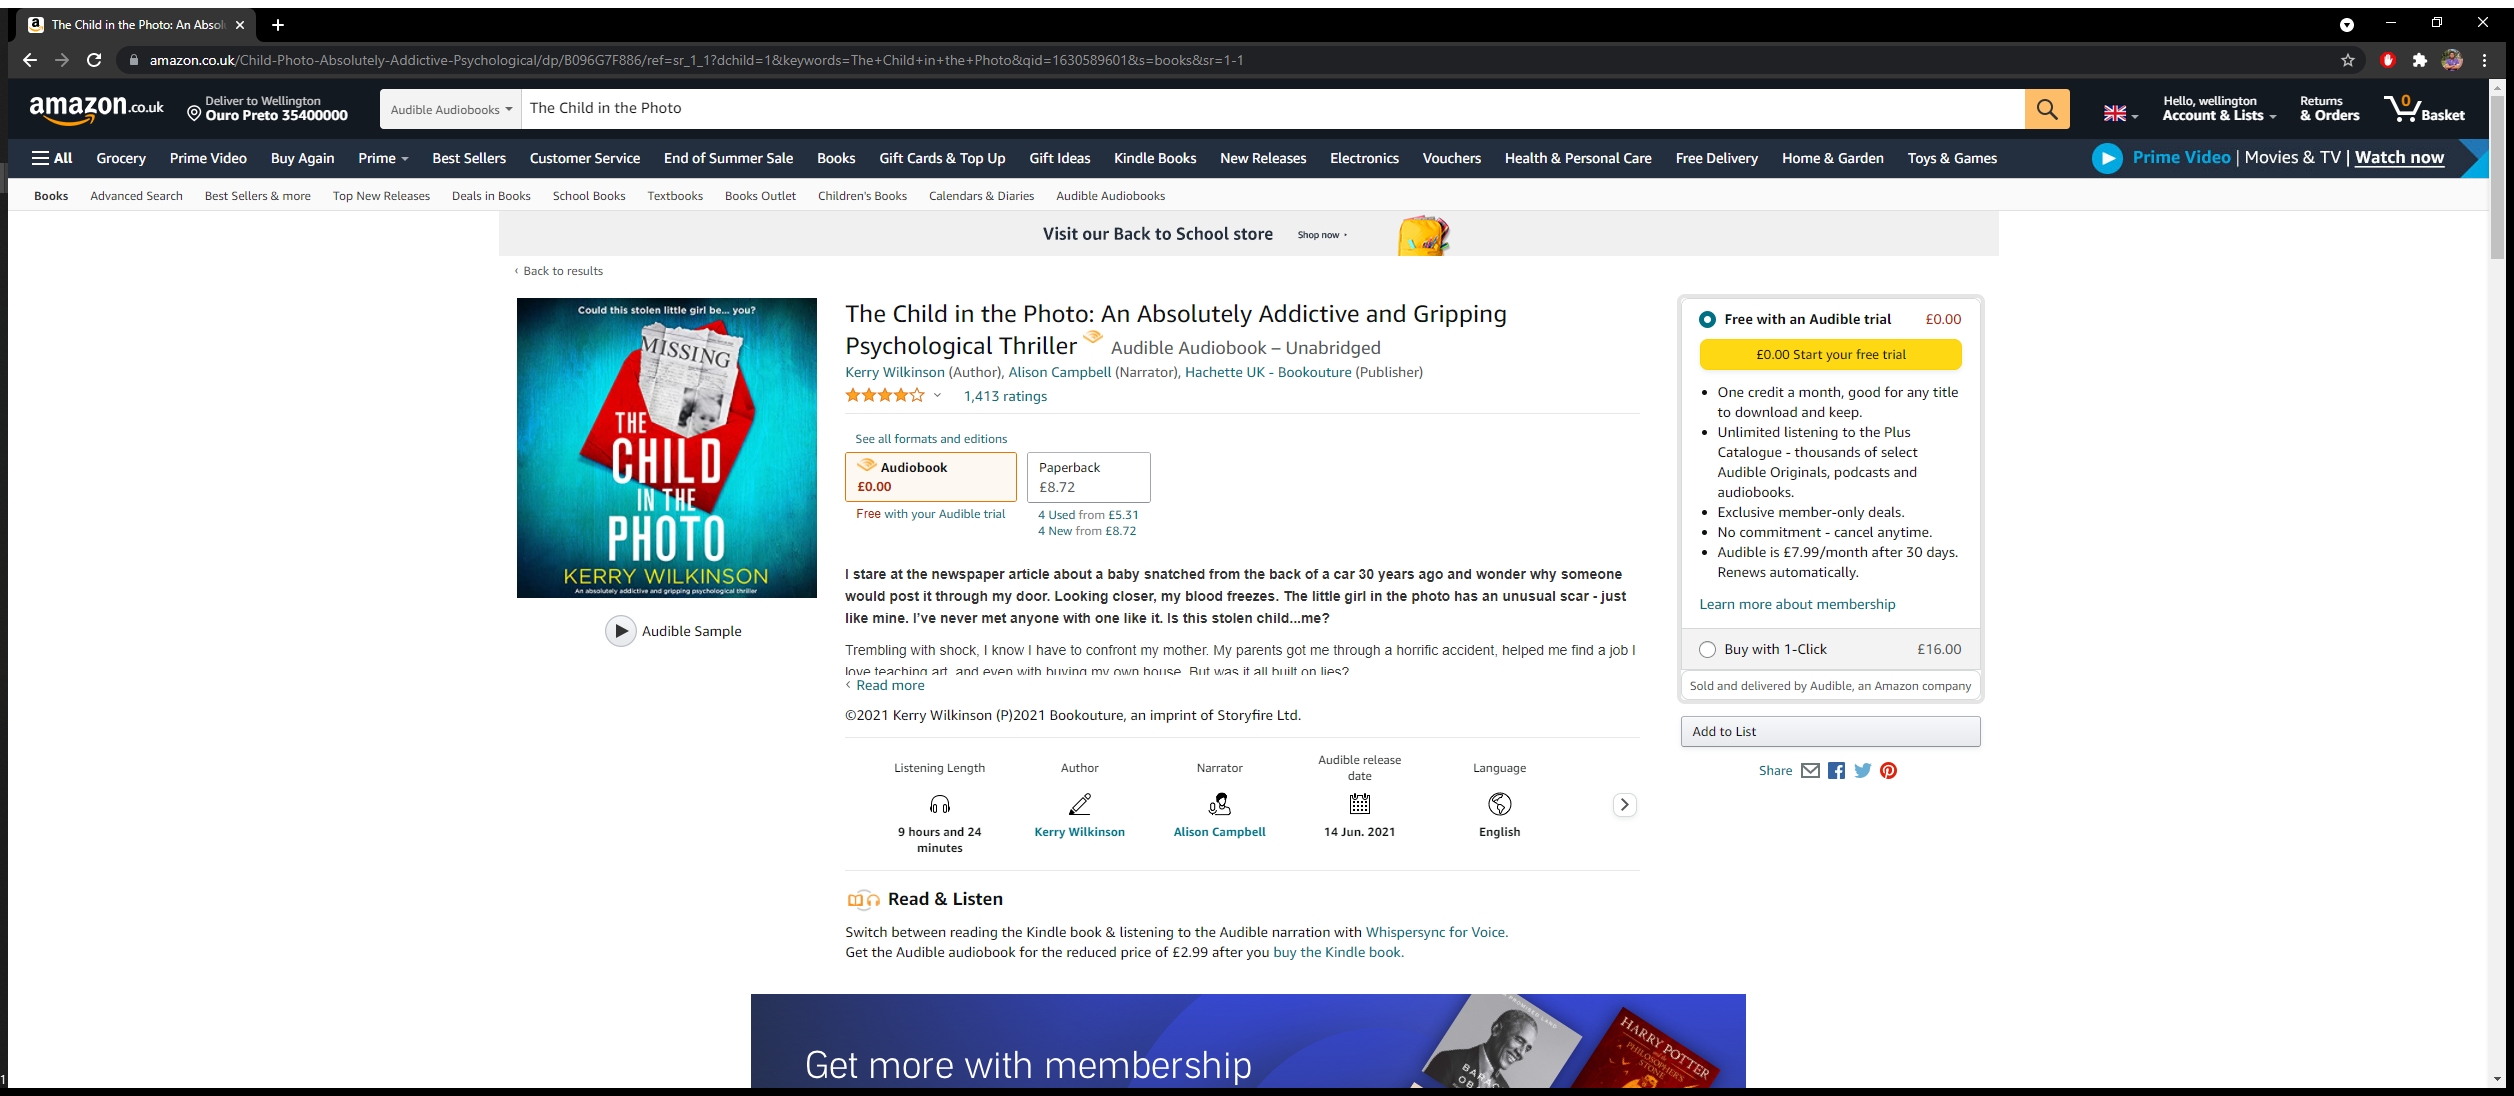 The Child in the Photo: An Absol
amazon.co.uk/Child-Photo-Absolutely-Addictive-Psychological/dp/B096G7F886/ref=sr_1_1?dchild=1&keywords=The+Child+in+the+Photo&qid=1630589601&s=books&sr=1-1
amazon.co.uk
Deliver to Wellington
Ouro Preto 35400000
Audible Audiobooks
The Child in the Photo
Hello, wellington
Account & Lists
Returns
& Orders
0
Basket
All Grocery Prime Video Buy Again Prime Best Sellers Customer Service End of Summer Sale Books Gift Cards & Top Up Gift Ideas Kindle Books New Releases Electronics Vouchers Health & Personal Care Free Delivery Home & Garden Toys & Games
Prime Video | Movies & TV | Watch now
Books Advanced Search Best Sellers & more Top New Releases Deals in Books School Books Textbooks Books Outlet Children's Books Calendars & Diaries Audible Audiobooks
Visit our Back to School store Shop now
‹ Back to results
Could this stolen little girl be... you?
MISSING
THE
CHILD
IN THE
PHOTO
KERRY WILKINSON
An absolutely addictive and gripping psychological thriller
Audible Sample
The Child in the Photo: An Absolutely Addictive and Gripping
Psychological Thriller Audible Audiobook – Unabridged
Kerry Wilkinson (Author), Alison Campbell (Narrator), Hachette UK - Bookouture (Publisher)
1,413 ratings
See all formats and editions
Audiobook
£0.00
Free with your Audible trial
Paperback
£8.72
4 Used from £5.31
4 New from £8.72
I stare at the newspaper article about a baby snatched from the back of a car 30 years ago and wonder why someone
would post it through my door. Looking closer, my blood freezes. The little girl in the photo has an unusual scar - just
like mine. I've never met anyone with one like it. Is this stolen child...me?
Trembling with shock, I know I have to confront my mother. My parents got me through a horrific accident, helped me find a job I
love teaching art, and even with buying my own house. But was it all built on lies?
‹ Read more
©2021 Kerry Wilkinson (P)2021 Bookouture, an imprint of Storyfire Ltd.
Listening Length
9 hours and 24
minutes
Author
Kerry Wilkinson
Narrator
Alison Campbell
Audible release
date
14 Jun. 2021
Language
English
Read & Listen
Switch between reading the Kindle book & listening to the Audible narration with Whispersync for Voice.
Get the Audible audiobook for the reduced price of £2.99 after you buy the Kindle book.
Free with an Audible trial £0.00
£0.00 Start your free trial
• One credit a month, good for any title
to download and keep.
• Unlimited listening to the Plus
Catalogue - thousands of select
Audible Originals, podcasts and
audiobooks.
• Exclusive member-only deals.
• No commitment - cancel anytime.
• Audible is £7.99/month after 30 days.
Renews automatically.
Learn more about membership
Buy with 1-Click £16.00
Sold and delivered by Audible, an Amazon company
Add to List
Share
Get more with membership
A PROMISED LAND
BARAC
OB
HARRY POTTER
and the
PHILOSOPHER'S
STONE
1